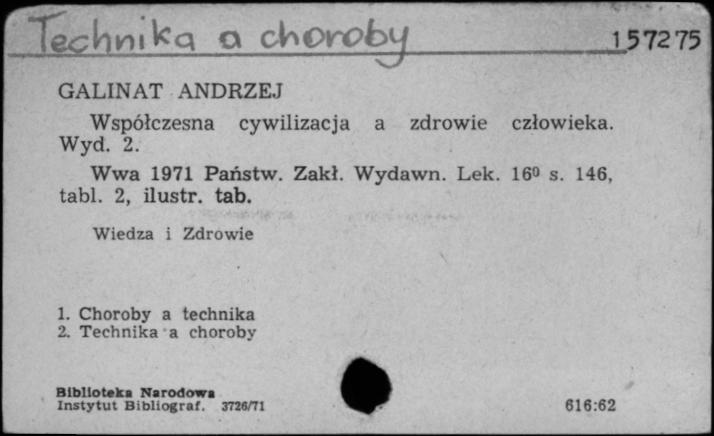 Technika a choroby 157275
GALINAT ANDRZEJ
Współczesna cywilizacja a zdrowie człowieka.
Wyd. 2.
Wwa 1971 Państw. Zakł. Wydawn. Lek. 16⁰ s. 146,
tabl. 2, ilustr. tab.
Wiedza i Zdrowie
1. Choroby a technika
2. Technika a choroby
Biblioteka Narodowa
Instytut Bibliograf. 3726/71 616:62